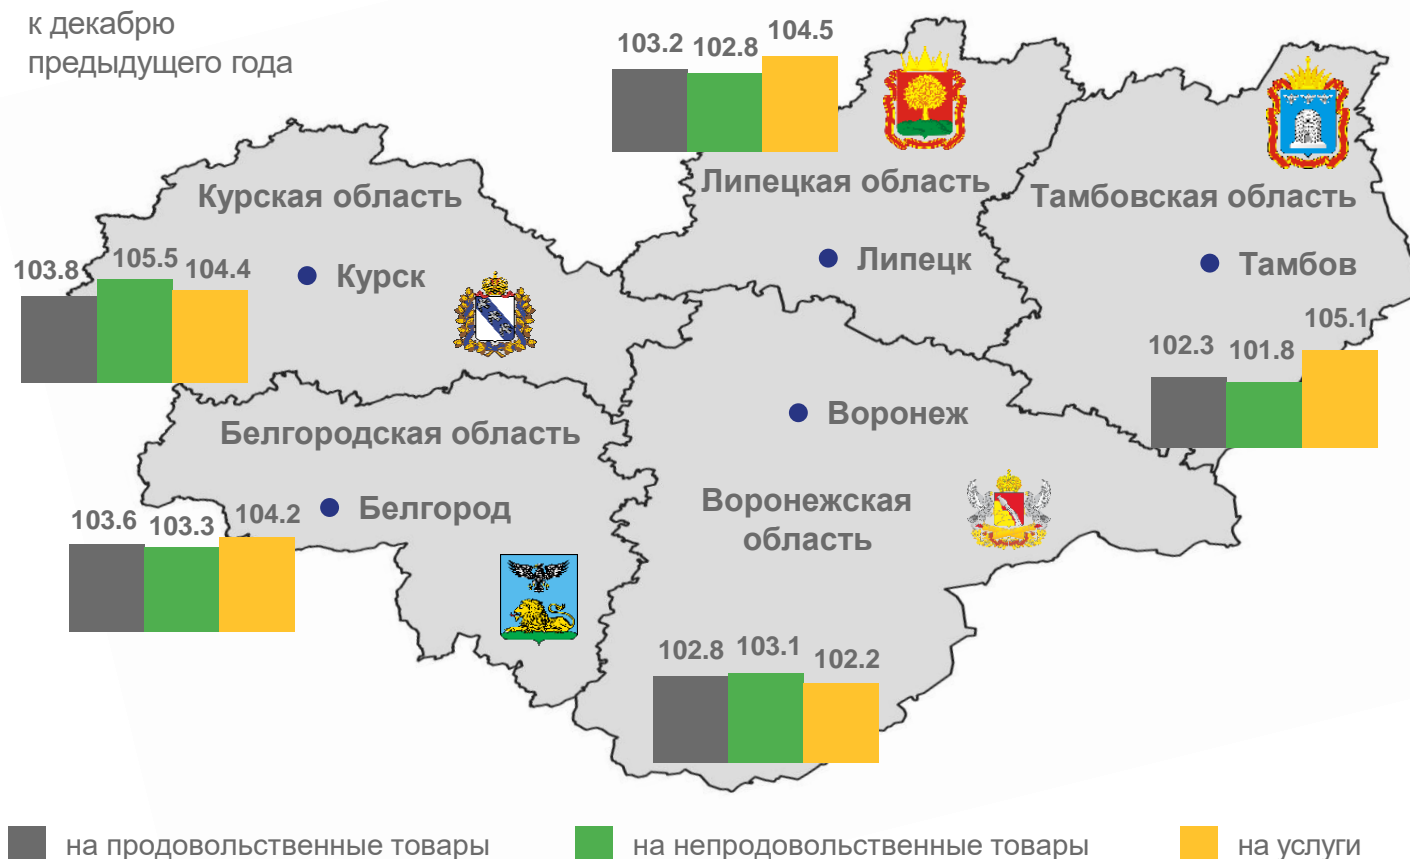 к декабрю
предыдущего года
103.2 102.8 104.5
Курская область
Липецкая область
Тамбовская область
103.8 105.5 104.4
Курск
Липецк
Тамбов
102.3 101.8 105.1
Белгородская область
Воронеж
103.6 103.3 104.2
Белгород
Воронежская
область
102.8 103.1 102.2
на продовольственные товары
на непродовольственные товары
на услуги